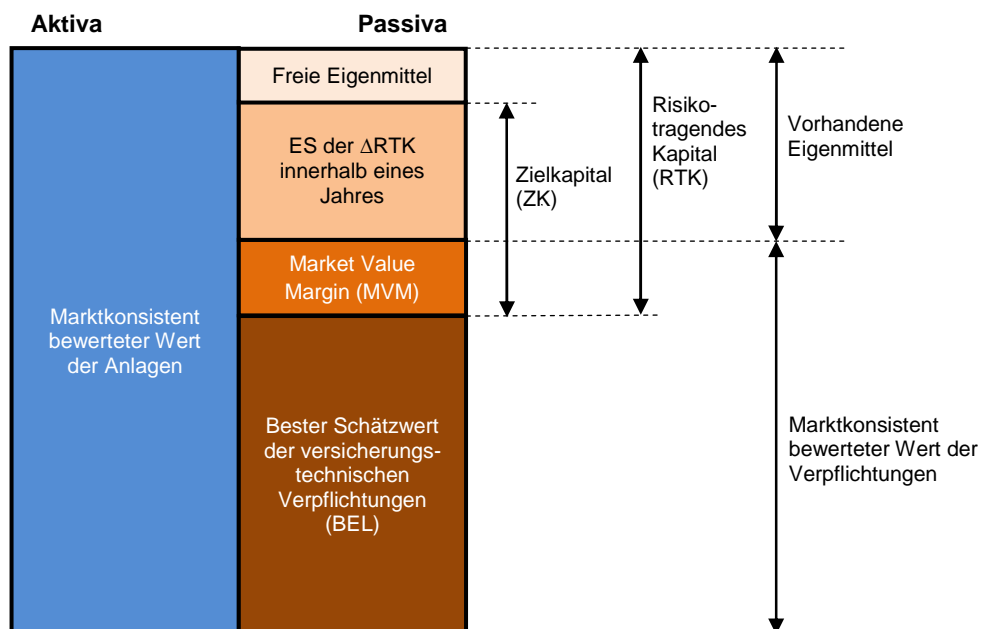 Aktiva
Passiva
Freie Eigenmittel
ES der ΔRTK
innerhalb eines
Jahres
Market Value
Margin (MVM)
Marktkonsistent
bewerteter Wert
der Anlagen
Bester Schätzwert
der versicherungs-
technischen
Verpflichtungen
(BEL)
Zielkapital
(ZK)
Risiko-
tragendes
Kapital
(RTK)
Vorhandene
Eigenmittel
Marktkonsistent
bewerteter Wert der
Verpflichtungen